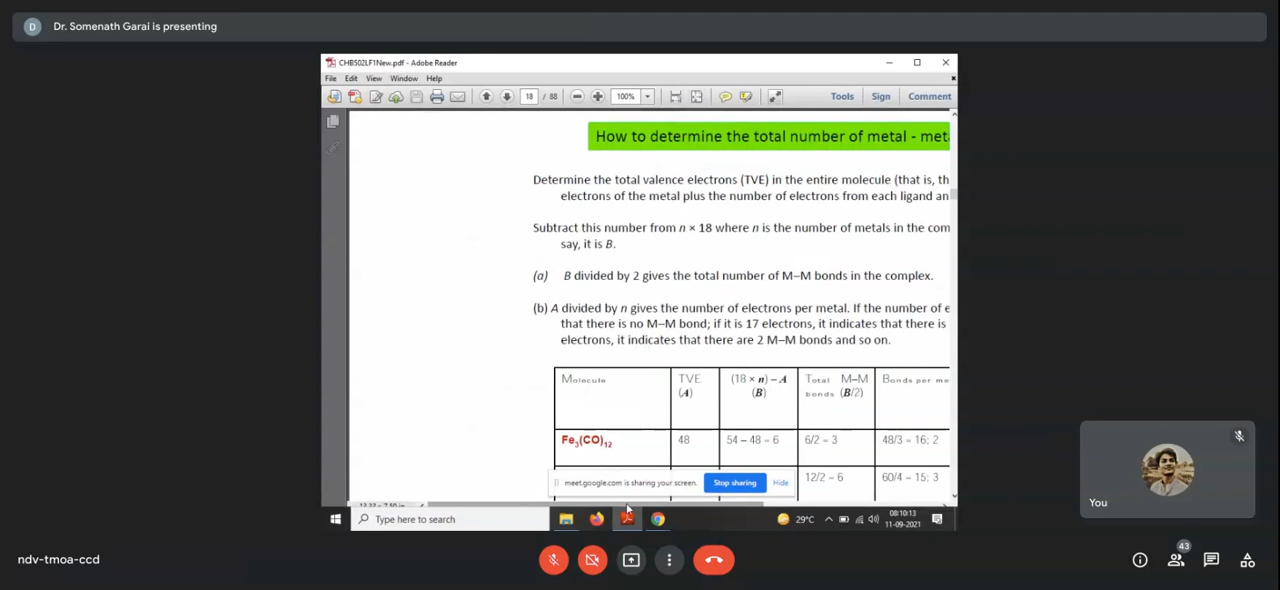 D
Dr. Somenath Garai is presenting
CHB502LF1New.pdf - Adobe Reader
File Edit View Window Help
18 / 88
100%
Tools Sign Comment
How to determine the total number of metal - met
Determine the total valence electrons (TVE) in the entire molecule (that is, th
electrons of the metal plus the number of electrons from each ligand an
Subtract this number from n × 18 where n is the number of metals in the com
say, it is B.
(a) B divided by 2 gives the total number of M–M bonds in the complex.
(b) A divided by n gives the number of electrons per metal. If the number of e
that there is no M–M bond; if it is 17 electrons, it indicates that there is
electrons, it indicates that there are 2 M–M bonds and so on.
Molecule TVE (18 × n) – A Total M–M Bonds per me
(A) (B) bonds (B/2)
Fe3(CO)12 48 54 – 48 = 6 6/2 = 3 48/3 = 16; 2
12/2 = 6 60/4 = 15; 3
meet.google.com is sharing your screen. Stop sharing Hide
Type here to search
29°C
08:10:13
11-09-2021
You
ndv-tmoa-ccd
43